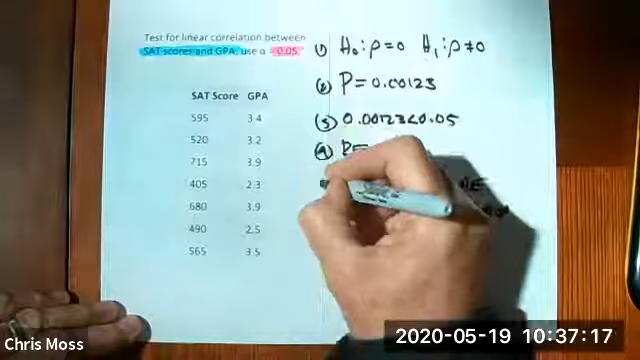 Test for linear correlation between
SAT scores and GPA, use α = 0.05.
SAT Score GPA
595 3.4
520 3.2
715 3.9
405 2.3
680 3.9
490 2.5
565 3.5
(1) H₀: ρ=0 H₁: ρ≠0
(2) P=0.00123
(3) 0.00123<0.05
(4)
Chris Moss
2020-05-19 10:37:17